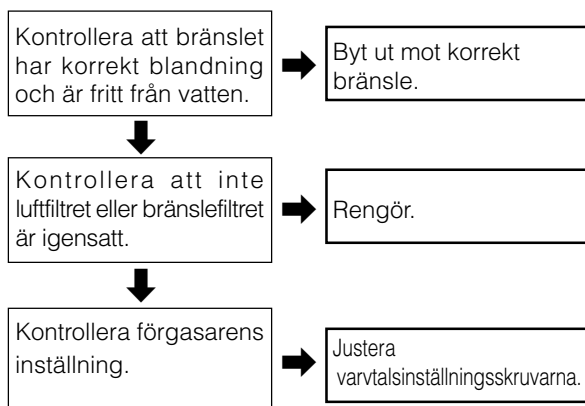 Kontrollera att bränslet
har korrekt blandning
och är fritt från vatten.
Byt ut mot korrekt
bränsle.
Kontrollera att inte
luftfiltret eller bränslefiltret
är igensatt.
Rengör.
Kontrollera förgasarens
inställning.
Justera
varvtalsinställningsskruvarna.